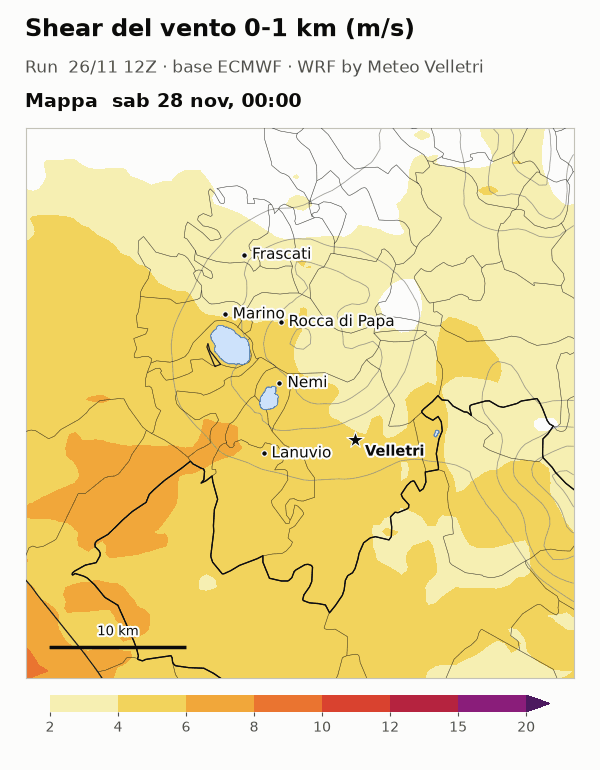 Shear del vento 0-1 km (m/s)
Run  26/11 12Z · base ECMWF · WRF by Meteo Velletri
Mappa  sab 28 nov, 00:00
Frascati
Marino
Rocca di Papa
Nemi
Velletri
Lanuvio
10 km
2 4 6 8 10 12 15 20